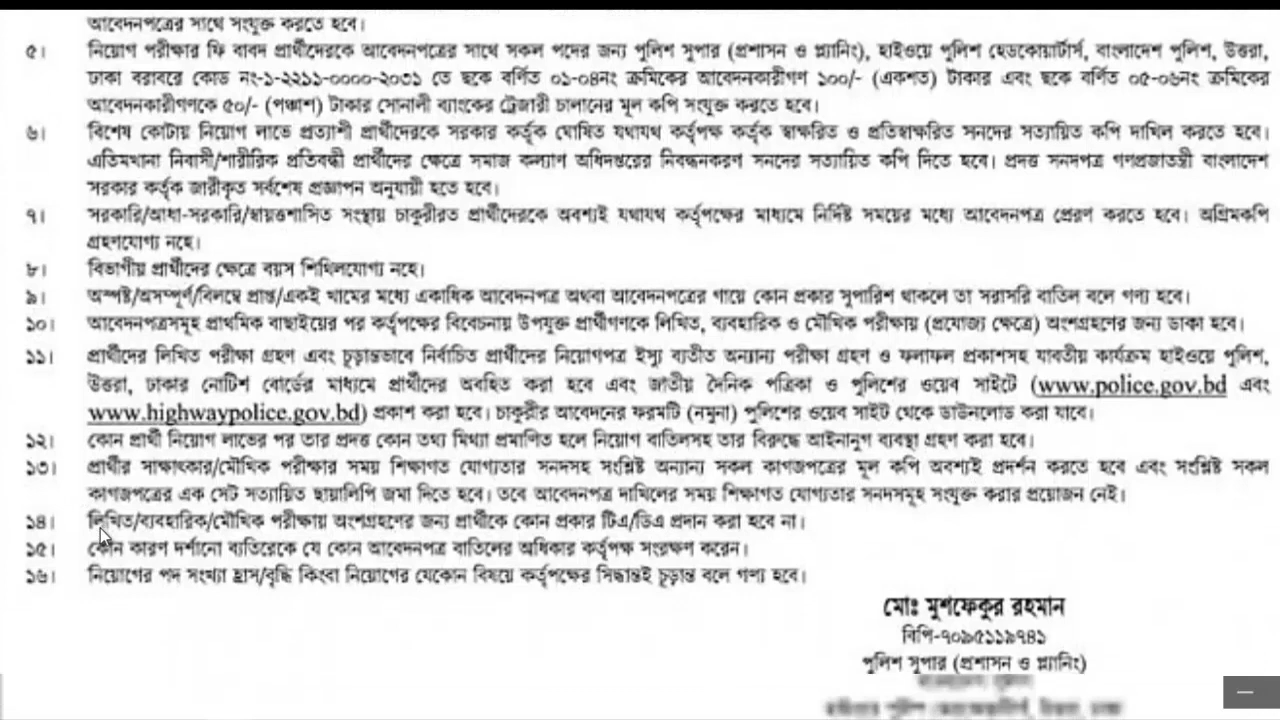 আবেদনপত্রের সাথে সংযুক্ত করতে হবে।
৫। নিয়োগ পরীক্ষার ফি বাবদ প্রার্থীদেরকে আবেদনপত্রের সাথে সকল পদের জন্য পুলিশ সুপার (প্রশাসন ও প্ল্যানিং), হাইওয়ে পুলিশ হেডকোয়ার্টার্স, বাংলাদেশ পুলিশ, উত্তরা,
ঢাকা বরাবরে কোড নং-১-২২১১-০০০০-২০৩১ তে ছকে বর্ণিত ০১-০৪নং ক্রমিকের আবেদনকারীগণ ১০০/- (একশত) টাকার এবং ছকে বর্ণিত ০৫-০৬নং ক্রমিকের
আবেদনকারীগণকে ৫০/- (পঞ্চাশ) টাকার সোনালী ব্যাংকের ট্রেজারী চালানের মূল কপি সংযুক্ত করতে হবে।
৬। বিশেষ কোটায় নিয়োগ লাভে প্রত্যাশী প্রার্থীদেরকে সরকার কর্তৃক ঘোষিত যথাযথ কর্তৃপক্ষ কর্তৃক স্বাক্ষরিত ও প্রতিস্বাক্ষরিত সনদের সত্যায়িত কপি দাখিল করতে হবে।
এতিমখানা নিবাসী/শারীরিক প্রতিবন্ধী প্রার্থীদের ক্ষেত্রে সমাজ কল্যাণ অধিদপ্তরের নিবন্ধনকরণ সনদের সত্যায়িত কপি দিতে হবে। প্রদত্ত সনদপত্র গণপ্রজাতন্ত্রী বাংলাদেশ
সরকার কর্তৃক জারীকৃত সর্বশেষ প্রজ্ঞাপন অনুযায়ী হতে হবে।
৭। সরকারি/আধা-সরকারি/স্বায়ত্তশাসিত সংস্থায় চাকুরীরত প্রার্থীদেরকে অবশ্যই যথাযথ কর্তৃপক্ষের মাধ্যমে নির্দিষ্ট সময়ের মধ্যে আবেদনপত্র প্রেরণ করতে হবে। অগ্রিমকপি
গ্রহণযোগ্য নহে।
৮। বিভাগীয় প্রার্থীদের ক্ষেত্রে বয়স শিথিলযোগ্য নহে।
৯। অস্পষ্ট/অসম্পূর্ণ/বিলম্বে প্রাপ্ত/একই খামের মধ্যে একাধিক আবেদনপত্র অথবা আবেদনপত্রের গায়ে কোন প্রকার সুপারিশ থাকলে তা সরাসরি বাতিল বলে গণ্য হবে।
১০। আবেদনপত্রসমূহ প্রাথমিক বাছাইয়ের পর কর্তৃপক্ষের বিবেচনায় উপযুক্ত প্রার্থীগণকে লিখিত, ব্যবহারিক ও মৌখিক পরীক্ষায় (প্রযোজ্য ক্ষেত্রে) অংশগ্রহণের জন্য ডাকা হবে।
১১। প্রার্থীদের লিখিত পরীক্ষা গ্রহণ এবং চূড়ান্তভাবে নির্বাচিত প্রার্থীদের নিয়োগপত্র ইস্যু ব্যতীত অন্যান্য পরীক্ষা গ্রহণ ও ফলাফল প্রকাশসহ যাবতীয় কার্যক্রম হাইওয়ে পুলিশ,
উত্তরা, ঢাকার নোটিশ বোর্ডের মাধ্যমে প্রার্থীদের অবহিত করা হবে এবং জাতীয় দৈনিক পত্রিকা ও পুলিশের ওয়েব সাইটে (www.police.gov.bd এবং
www.highwaypolice.gov.bd) প্রকাশ করা হবে। চাকুরীর আবেদনের ফরমটি (নমুনা) পুলিশের ওয়েব সাইট থেকে ডাউনলোড করা যাবে।
১২। কোন প্রার্থী নিয়োগ লাভের পর তার প্রদত্ত কোন তথ্য মিথ্যা প্রমাণিত হলে নিয়োগ বাতিলসহ তার বিরুদ্ধে আইনানুগ ব্যবস্থা গ্রহণ করা হবে।
১৩। প্রার্থীর সাক্ষাৎকার/মৌখিক পরীক্ষার সময় শিক্ষাগত যোগ্যতার সনদসহ সংশ্লিষ্ট অন্যান্য সকল কাগজপত্রের মূল কপি অবশ্যই প্রদর্শন করতে হবে এবং সংশ্লিষ্ট সকল
কাগজপত্রের এক সেট সত্যায়িত ছায়ালিপি জমা দিতে হবে। তবে আবেদনপত্র দাখিলের সময় শিক্ষাগত যোগ্যতার সনদসমূহ সংযুক্ত করার প্রয়োজন নেই।
১৪। লিখিত/ব্যবহারিক/মৌখিক পরীক্ষায় অংশগ্রহণের জন্য প্রার্থীকে কোন প্রকার টিএ/ডিএ প্রদান করা হবে না।
১৫। কোন কারণ দর্শানো ব্যতিরেকে যে কোন আবেদনপত্র বাতিলের অধিকার কর্তৃপক্ষ সংরক্ষণ করেন।
১৬। নিয়োগের পদ সংখ্যা হ্রাস/বৃদ্ধি কিংবা নিয়োগের যেকোন বিষয়ে কর্তৃপক্ষের সিদ্ধান্তই চূড়ান্ত বলে গণ্য হবে।
মোঃ মুশফেকুর রহমান
বিপি-৭০৯৫১১৯৭৪১
পুলিশ সুপার (প্রশাসন ও প্ল্যানিং)